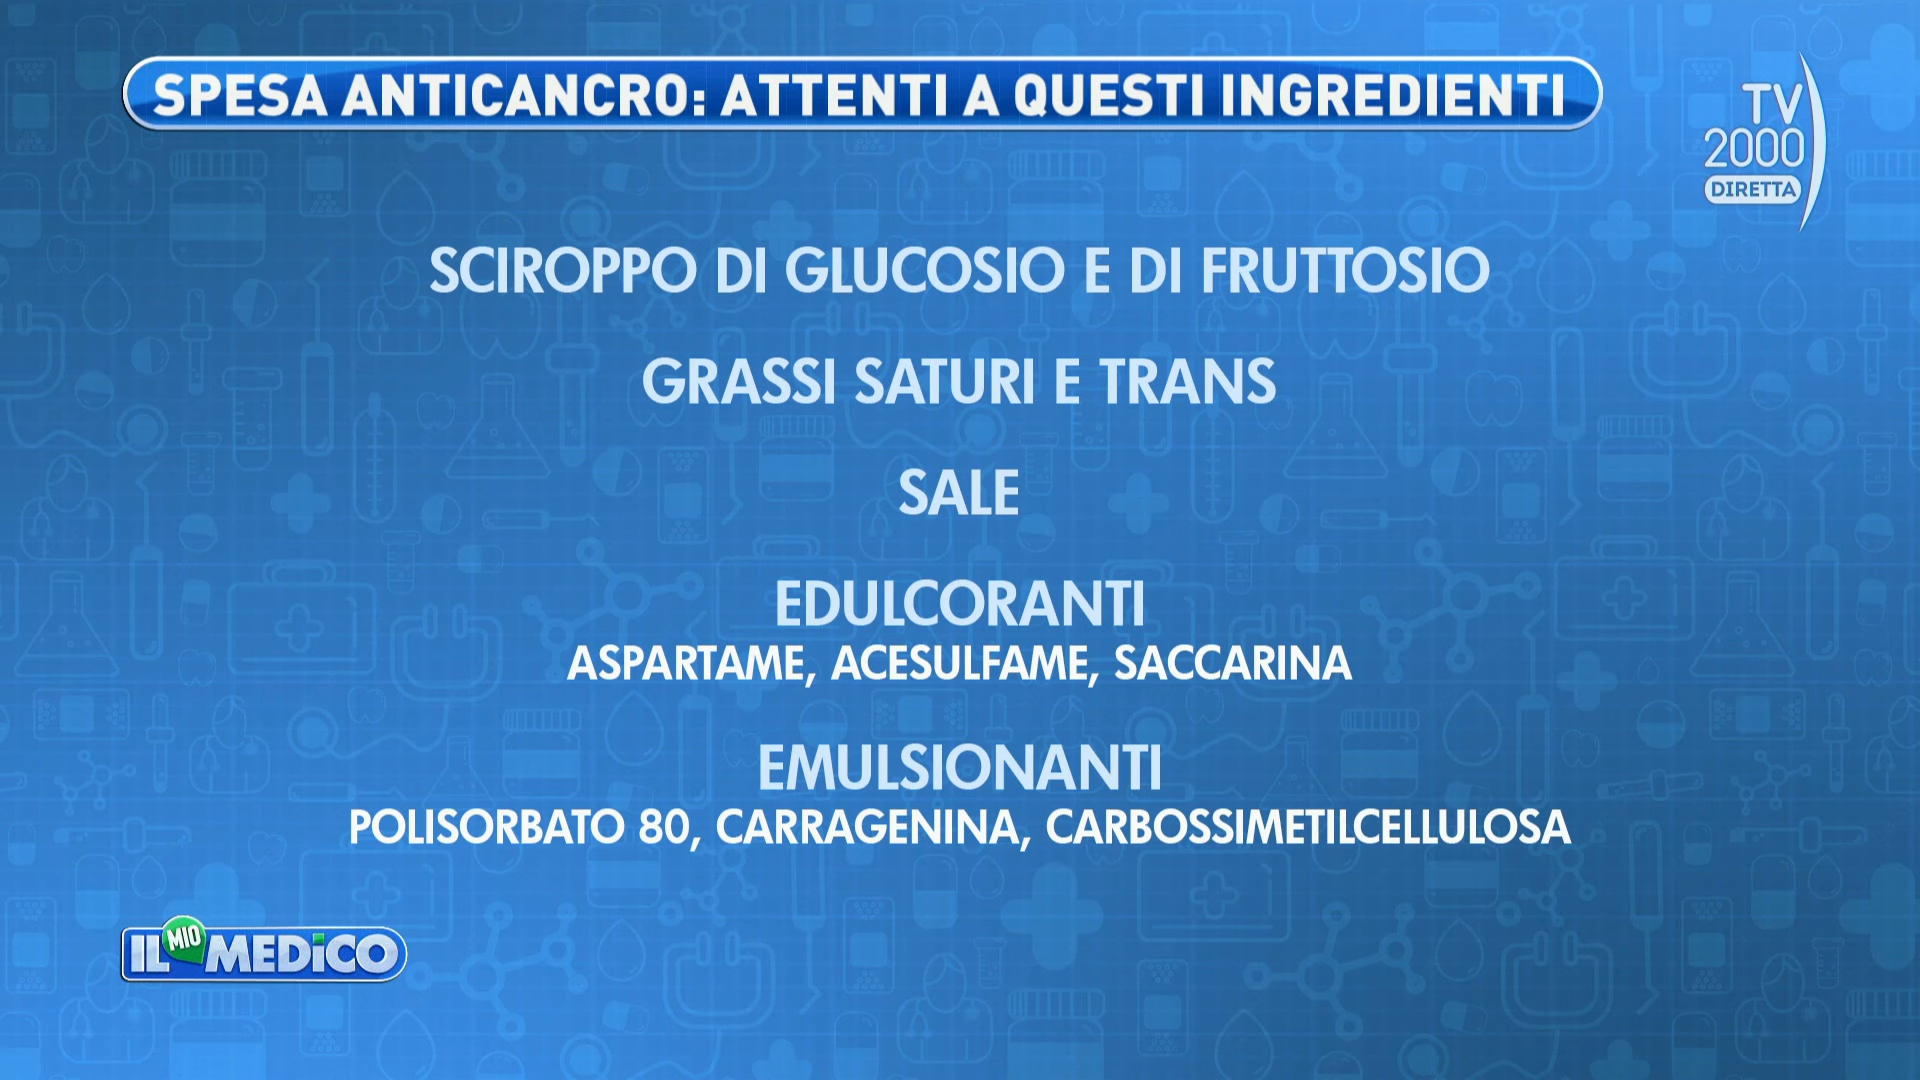 SPESA ANTICANCRO: ATTENTI A QUESTI INGREDIENTI
TV
2000
DIRETTA
SCIROPPO DI GLUCOSIO E DI FRUTTOSIO
GRASSI SATURI E TRANS
SALE
EDULCORANTI
ASPARTAME, ACESULFAME, SACCARINA
EMULSIONANTI
POLISORBATO 80, CARRAGENINA, CARBOSSIMETILCELLULOSA
IL MIO MEDICO